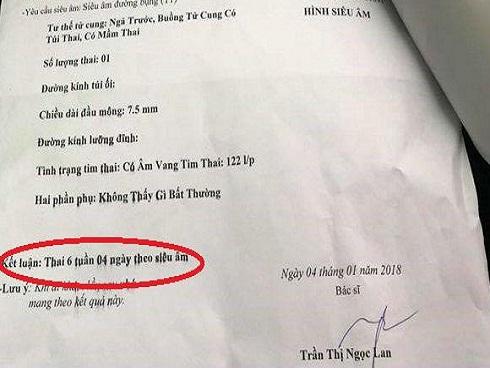 -Yêu cầu siêu âm: Siêu âm đường bụng
HÌNH SIÊU ÂM
Tư thế tử cung: Ngả Trước, Buồng Tử Cung Có
Túi Thai, Có Mầm Thai
Số lượng thai: 01
Đường kính túi ối:
Chiều dài đầu mông: 7.5 mm
Đường kính lưỡng đỉnh:
Tình trạng tim thai: Có Âm Vang Tim Thai: 122 l/p
Hai phần phụ: Không Thấy Gì Bất Thường
Kết luận: Thai 6 tuần 04 ngày theo siêu âm
Ngày 04 tháng 01 năm 2018
-Lưu ý: Khi đi
mang theo kết quả này.
Bác sĩ
Trần Thị Ngọc Lan